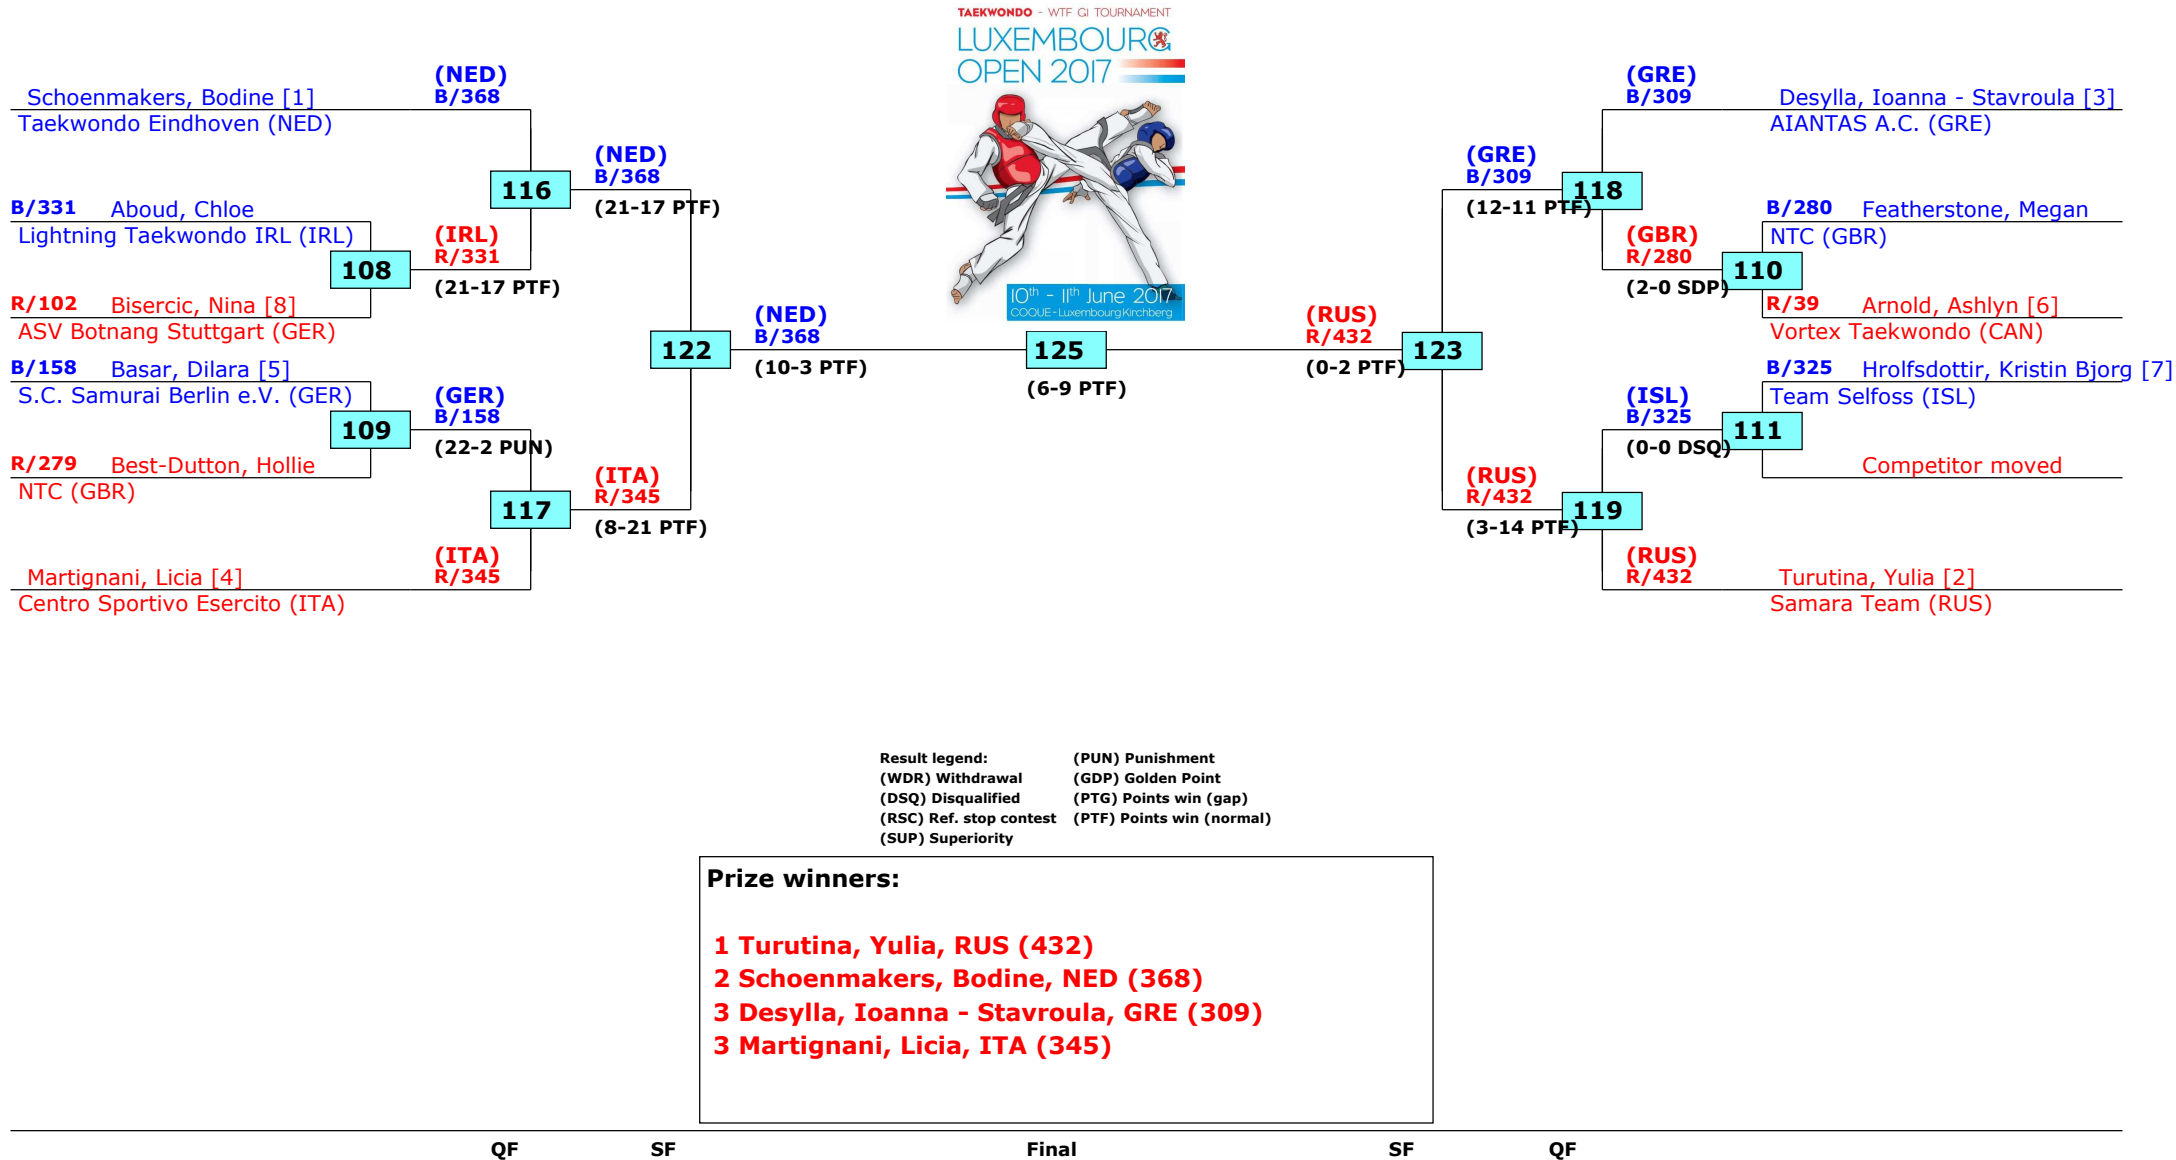 TAEKWONDO - WTF G1 TOURNAMENT
LUXEMBOURG
OPEN 2017
10th - 11th June 2017
COQUE - Luxembourg Kirchberg
Schoenmakers, Bodine [1]
Taekwondo Eindhoven (NED)
(NED)
B/368
B/331 Aboud, Chloe
Lightning Taekwondo IRL (IRL)
108
R/102 Bisercic, Nina [8]
ASV Botnang Stuttgart (GER)
(IRL)
R/331
(21-17 PTF)
116
(NED)
B/368
(21-17 PTF)
B/158 Basar, Dilara [5]
S.C. Samurai Berlin e.V. (GER)
109
R/279 Best-Dutton, Hollie
NTC (GBR)
(GER)
B/158
(22-2 PUN)
117
Martignani, Licia [4]
Centro Sportivo Esercito (ITA)
(ITA)
R/345
(ITA)
R/345
(8-21 PTF)
122
(NED)
B/368
(10-3 PTF)
125
(6-9 PTF)
(RUS)
R/432
(0-2 PTF)
123
(GRE)
B/309
(12-11 PTF)
118
(GRE)
B/309
Desylla, Ioanna - Stavroula [3]
AIANTAS A.C. (GRE)
(GBR)
R/280
(2-0 SDP)
110
B/280 Featherstone, Megan
NTC (GBR)
R/39 Arnold, Ashlyn [6]
Vortex Taekwondo (CAN)
(RUS)
R/432
(3-14 PTF)
119
(ISL)
B/325
(0-0 DSQ)
111
B/325 Hrolfsdottir, Kristin Bjorg [7]
Team Selfoss (ISL)
Competitor moved
(RUS)
R/432
Turutina, Yulia [2]
Samara Team (RUS)
Result legend: (PUN) Punishment
(WDR) Withdrawal (GDP) Golden Point
(DSQ) Disqualified (PTG) Points win (gap)
(RSC) Ref. stop contest (PTF) Points win (normal)
(SUP) Superiority
Prize winners:
1 Turutina, Yulia, RUS (432)
2 Schoenmakers, Bodine, NED (368)
3 Desylla, Ioanna - Stavroula, GRE (309)
3 Martignani, Licia, ITA (345)
QF SF Final SF QF